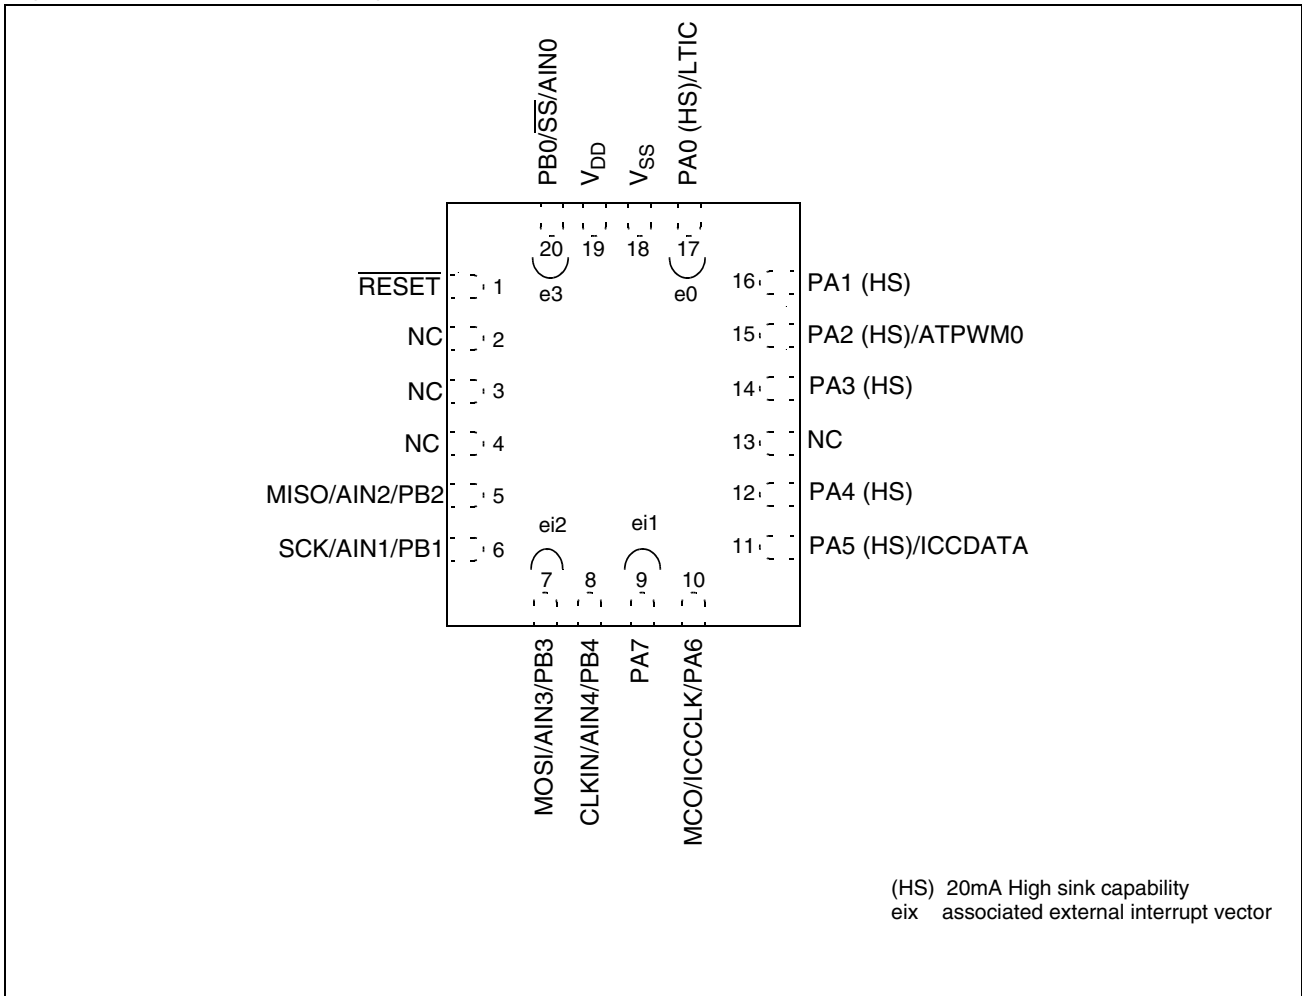 PB0/SS/AIN0
VDD
VSS
PA0 (HS)/LTIC
20
19
18
17
e3
e0
RESET
1
NC
2
NC
3
NC
4
MISO/AIN2/PB2
5
SCK/AIN1/PB1
6
16
PA1 (HS)
15
PA2 (HS)/ATPWM0
14
PA3 (HS)
13
NC
12
PA4 (HS)
11
PA5 (HS)/ICCDATA
ei2
ei1
7
8
9
10
MOSI/AIN3/PB3
CLKIN/AIN4/PB4
PA7
MCO/ICCCLK/PA6
(HS) 20mA High sink capability
eix associated external interrupt vector